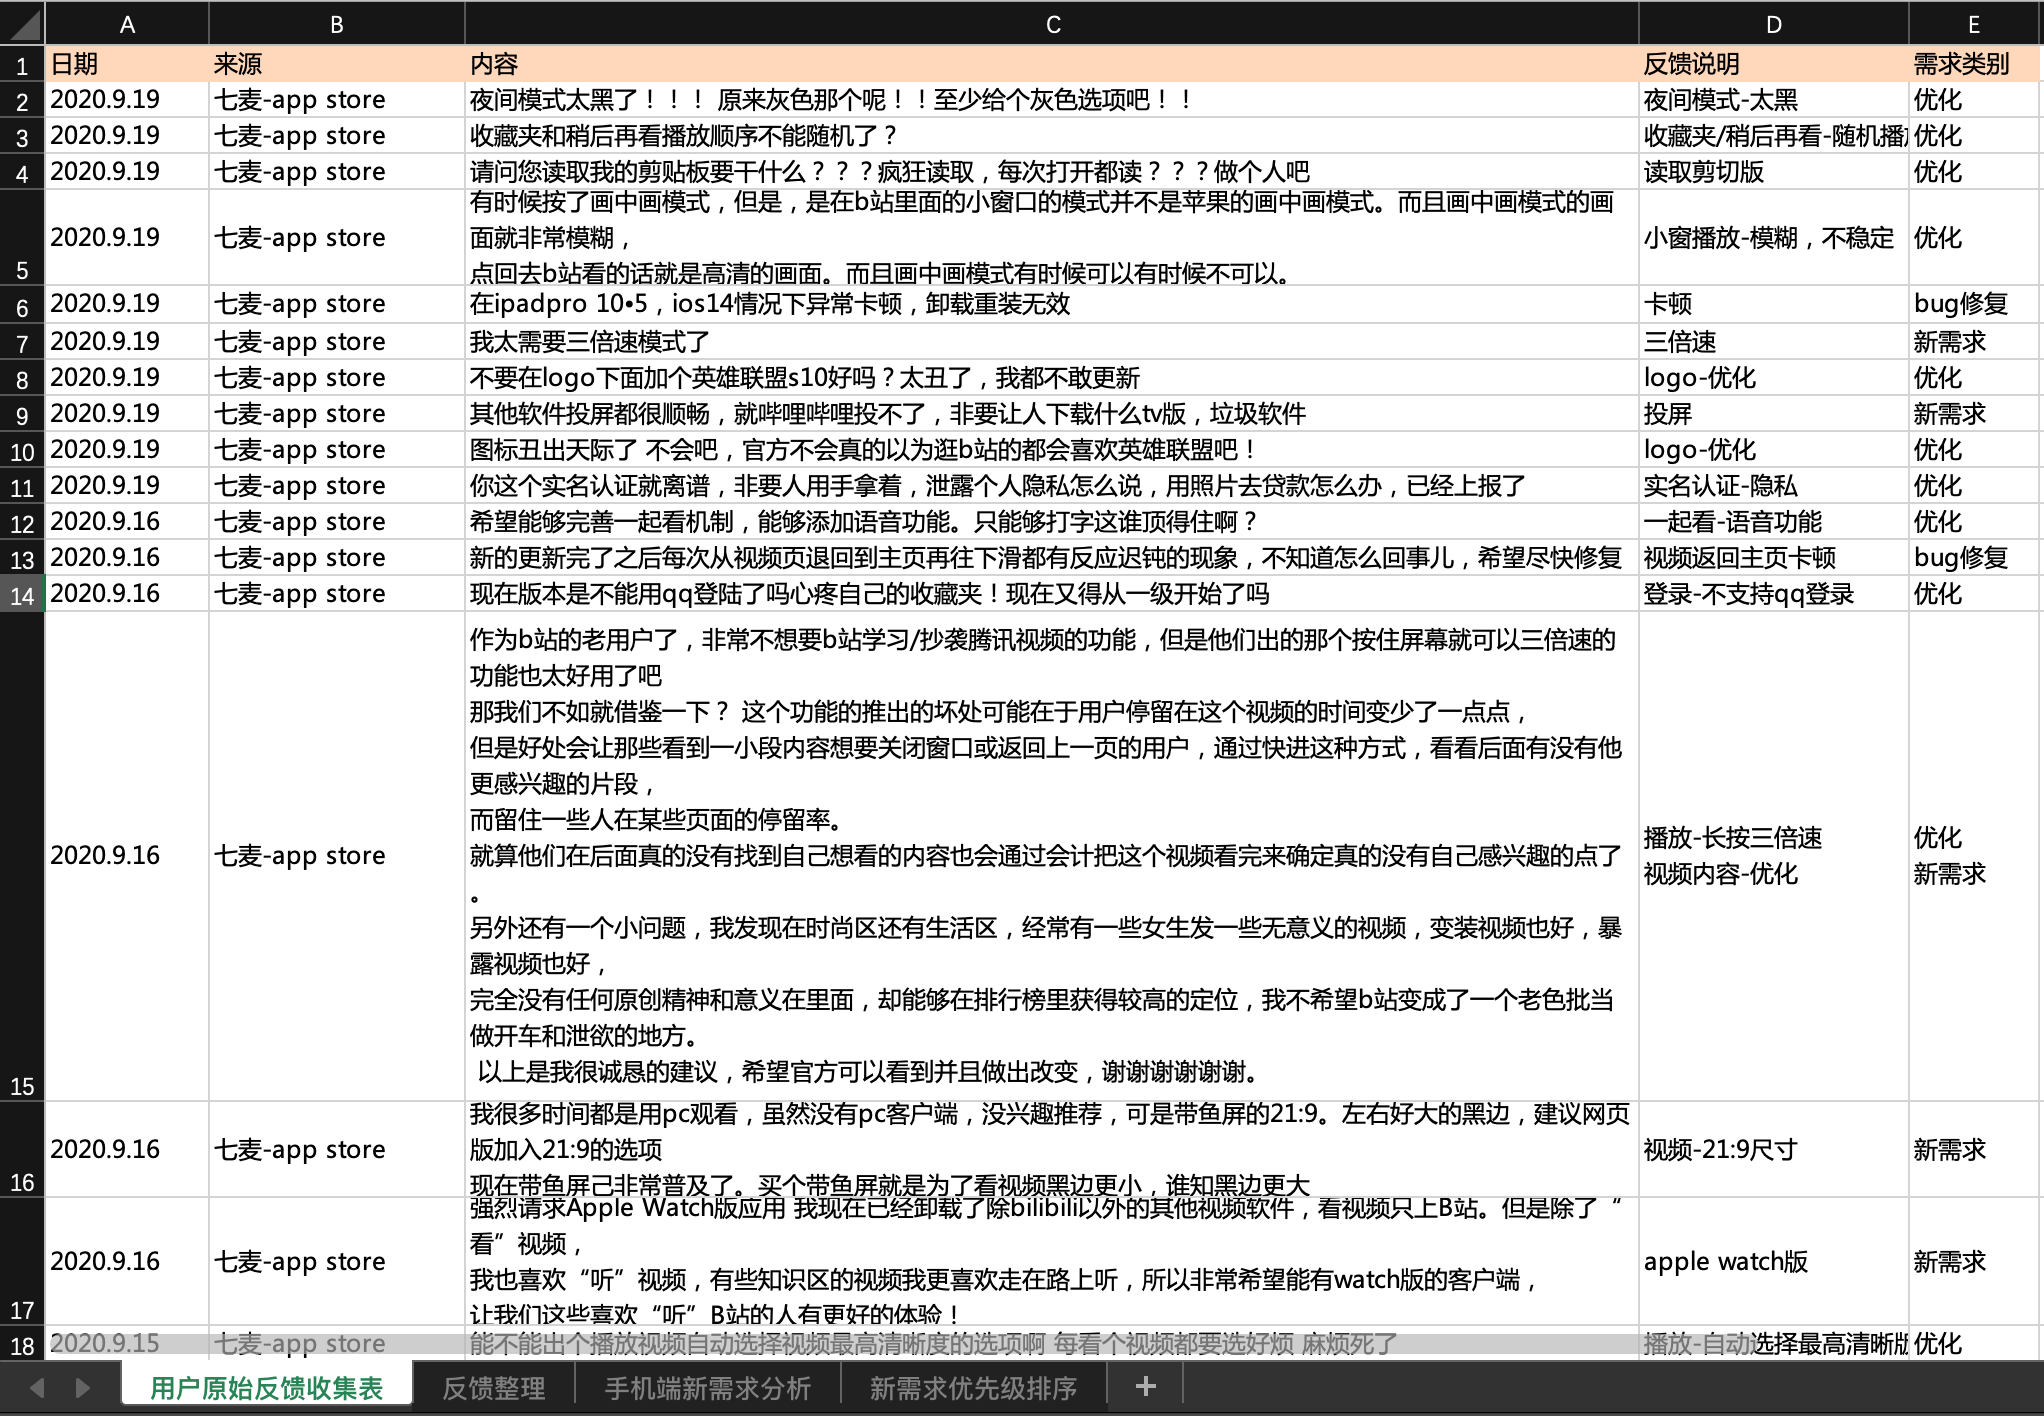 A B C D E
1 日期 来源 内容 反馈说明 需求类别
2 2020.9.19 七麦-app store 夜间模式太黑了！！！ 原来灰色那个呢！！至少给个灰色选项吧！！ 夜间模式-太黑 优化
3 2020.9.19 七麦-app store 收藏夹和稍后再看播放顺序不能随机了？ 收藏夹/稍后再看-随机播 优化
4 2020.9.19 七麦-app store 请问您读取我的剪贴板要干什么？？？疯狂读取，每次打开都读？？？做个人吧 读取剪切版 优化
有时候按了画中画模式，但是，是在b站里面的小窗口的模式并不是苹果的画中画模式。而且画中画模式的画
5 2020.9.19 七麦-app store 面就非常模糊， 小窗播放-模糊，不稳定 优化
点回去b站看的话就是高清的画面。而且画中画模式有时候可以有时候不可以。
6 2020.9.19 七麦-app store 在ipadpro 10•5，ios14情况下异常卡顿，卸载重装无效 卡顿 bug修复
7 2020.9.19 七麦-app store 我太需要三倍速模式了 三倍速 新需求
8 2020.9.19 七麦-app store 不要在logo下面加个英雄联盟s10好吗？太丑了，我都不敢更新 logo-优化 优化
9 2020.9.19 七麦-app store 其他软件投屏都很顺畅，就哔哩哔哩投不了，非要让人下载什么tv版，垃圾软件 投屏 新需求
10 2020.9.19 七麦-app store 图标丑出天际了 不会吧，官方不会真的以为逛b站的都会喜欢英雄联盟吧！ logo-优化 优化
11 2020.9.19 七麦-app store 你这个实名认证就离谱，非要人用手拿着，泄露个人隐私怎么说，用照片去贷款怎么办，已经上报了 实名认证-隐私 优化
12 2020.9.16 七麦-app store 希望能够完善一起看机制，能够添加语音功能。只能够打字这谁顶得住啊？ 一起看-语音功能 优化
13 2020.9.16 七麦-app store 新的更新完了之后每次从视频页退回到主页再往下滑都有反应迟钝的现象，不知道怎么回事儿，希望尽快修复 视频返回主页卡顿 bug修复
14 2020.9.16 七麦-app store 现在版本是不能用qq登陆了吗心疼自己的收藏夹！现在又得从一级开始了吗 登录-不支持qq登录 优化
作为b站的老用户了，非常不想要b站学习/抄袭腾讯视频的功能，但是他们出的那个按住屏幕就可以三倍速的
功能也太好用了吧
那我们不如就借鉴一下？ 这个功能的推出的坏处可能在于用户停留在这个视频的时间变少了一点点，
但是好处会让那些看到一小段内容想要关闭窗口或返回上一页的用户，通过快进这种方式，看看后面有没有他
更感兴趣的片段，
而留住一些人在某些页面的停留率。 播放-长按三倍速 优化
15 2020.9.16 七麦-app store 就算他们在后面真的没有找到自己想看的内容也会通过会计把这个视频看完来确定真的没有自己感兴趣的点了 视频内容-优化 新需求
。
另外还有一个小问题，我发现在时尚区还有生活区，经常有一些女生发一些无意义的视频，变装视频也好，暴
露视频也好，
完全没有任何原创精神和意义在里面，却能够在排行榜里获得较高的定位，我不希望b站变成了一个老色批当
做开车和泄欲的地方。
以上是我很诚恳的建议，希望官方可以看到并且做出改变，谢谢谢谢谢谢。
我很多时间都是用pc观看，虽然没有pc客户端，没兴趣推荐，可是带鱼屏的21:9。左右好大的黑边，建议网页
16 2020.9.16 七麦-app store 版加入21:9的选项 视频-21:9尺寸 新需求
现在带鱼屏己非常普及了。买个带鱼屏就是为了看视频黑边更小，谁知黑边更大
强烈请求Apple Watch版应用 我现在已经卸载了除bilibili以外的其他视频软件，看视频只上B站。但是除了“
看”视频，
17 2020.9.16 七麦-app store 我也喜欢“听”视频，有些知识区的视频我更喜欢走在路上听，所以非常希望能有watch版的客户端， apple watch版 新需求
让我们这些喜欢“听”B站的人有更好的体验！
18 2020.9.15 七麦-app store 能不能出个播放视频自动选择视频最高清晰度的选项啊 每看个视频都要选好烦 麻烦死了 播放-自动选择最高清晰版 优化
用户原始反馈收集表 反馈整理 手机端新需求分析 新需求优先级排序 +